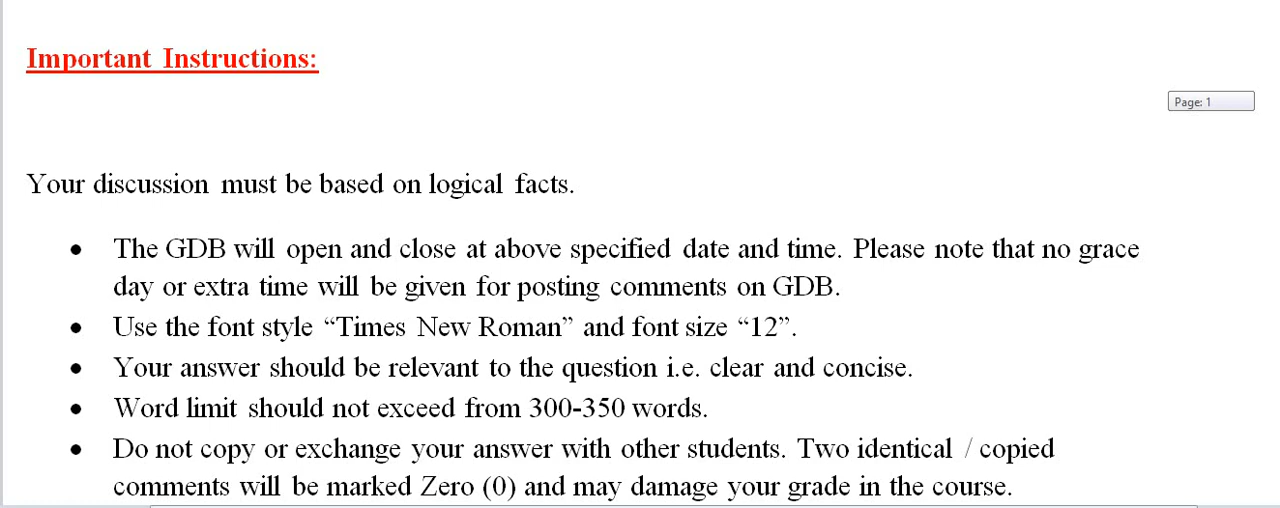 Important Instructions:
Page: 1
Your discussion must be based on logical facts.
• The GDB will open and close at above specified date and time. Please note that no grace
day or extra time will be given for posting comments on GDB.
• Use the font style “Times New Roman” and font size “12”.
• Your answer should be relevant to the question i.e. clear and concise.
• Word limit should not exceed from 300-350 words.
• Do not copy or exchange your answer with other students. Two identical / copied
comments will be marked Zero (0) and may damage your grade in the course.